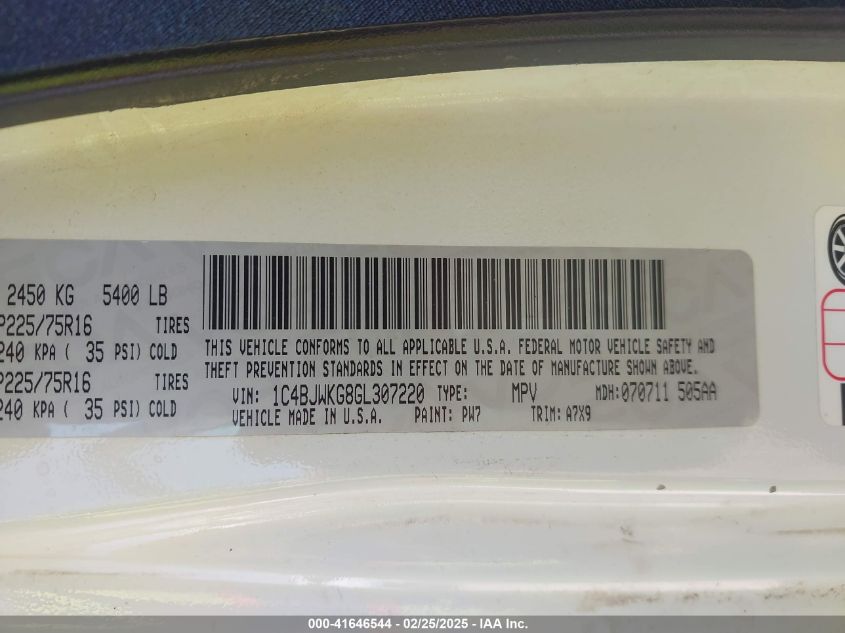 2450 KG 5400 LB
P225/75R16 TIRES
240 KPA ( 35 PSI) COLD
P225/75R16 TIRES
240 KPA ( 35 PSI) COLD
THIS VEHICLE CONFORMS TO ALL APPLICABLE U.S.A. FEDERAL MOTOR VEHICLE SAFETY AND
THEFT PREVENTION STANDARDS IN EFFECT ON THE DATE OF MANUFACTURE SHOWN ABOVE.
VIN: 1C4BJWKG8GL307220 TYPE: MPV MDH:070711 505AA
VEHICLE MADE IN U.S.A. PAINT: PW7 TRIM: A7X9
000-41646544 - 02/25/2025 - IAA Inc.